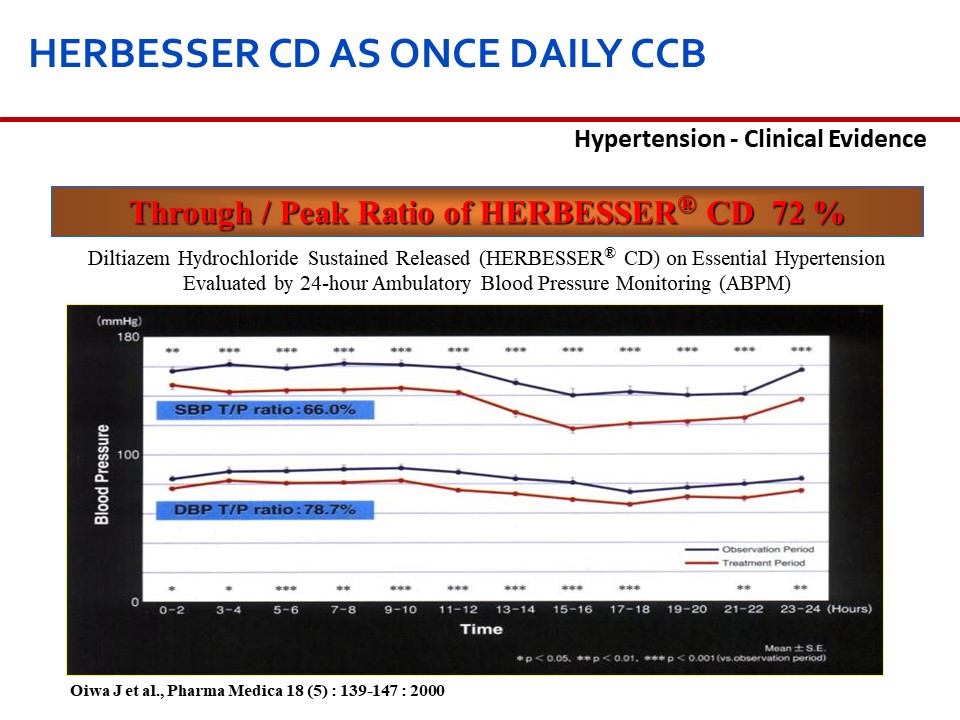 HERBESSER CD AS ONCE DAILY CCB
Hypertension - Clinical Evidence
Through / Peak Ratio of HERBESSER® CD 72 %
Diltiazem Hydrochloride Sustained Released (HERBESSER® CD) on Essential Hypertension
Evaluated by 24-hour Ambulatory Blood Pressure Monitoring (ABPM)
(mmHg)
180
** *** *** *** *** *** *** *** *** *** *** ***
SBP T/P ratio:66.0%
100
Blood Pressure
DBP T/P ratio:78.7%
Observation Period
Treatment Period
* * *** ** *** *** *** *** *** ** **
0
0-2 3-4 5-6 7-8 9-10 11-12 13-14 15-16 17-18 19-20 21-22 23-24 (Hours)
Time
Mean ± S.E.
*p < 0.05, **p < 0.01, ***p < 0.001(vs.observation period)
Oiwa J et al., Pharma Medica 18 (5) : 139-147 : 2000